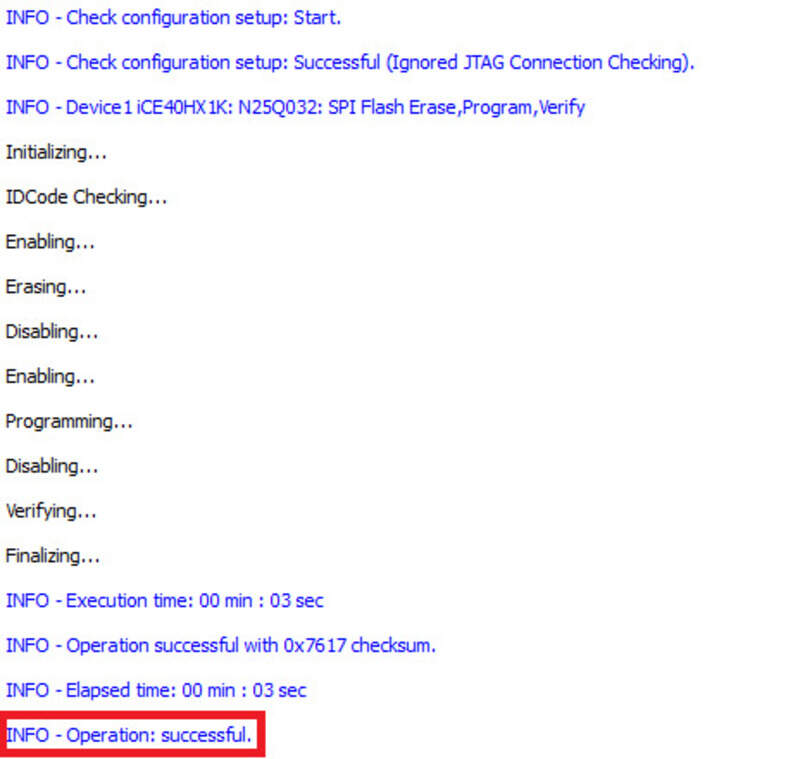 INFO - Check configuration setup: Start.
INFO - Check configuration setup: Successful (Ignored JTAG Connection Checking).
INFO - Device1 iCE40HX1K: N25Q032: SPI Flash Erase,Program,Verify
Initializing...
IDCode Checking...
Enabling...
Erasing...
Disabling...
Enabling...
Programming...
Disabling...
Verifying...
Finalizing...
INFO - Execution time: 00 min : 03 sec
INFO - Operation successful with 0x7617 checksum.
INFO - Elapsed time: 00 min : 03 sec
INFO - Operation: successful.